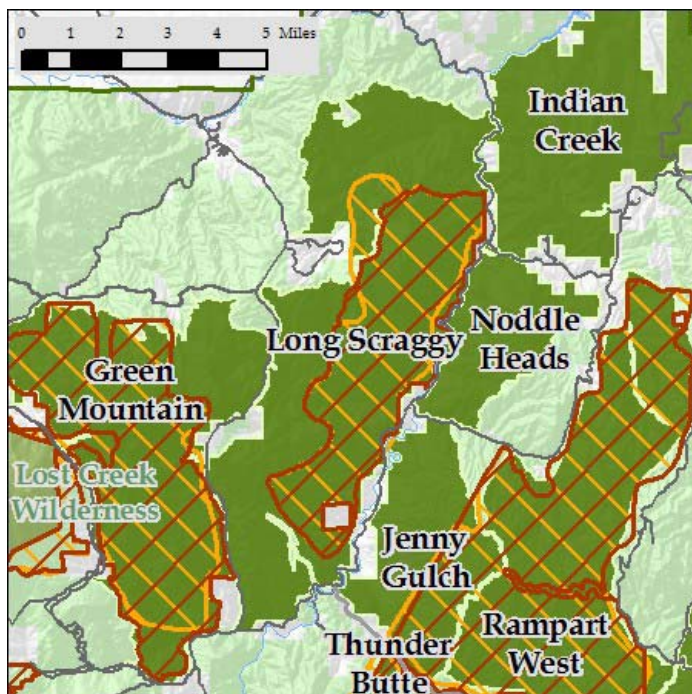 0 1 2 3 4 5 Miles
Indian
Creek
Long Scraggy
Noddle
Heads
Green
Mountain
Lost Creek
Wilderness
Jenny
Gulch
Thunder
Butte
Rampart
West